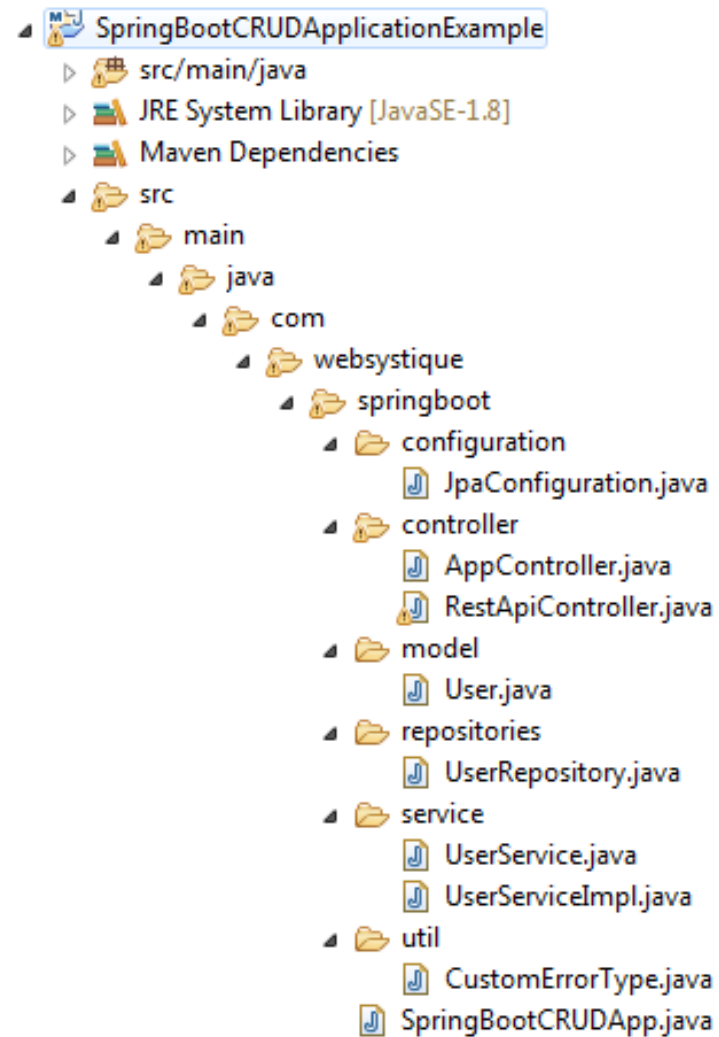 SpringBootCRUDApplicationExample
src/main/java
JRE System Library [JavaSE-1.8]
Maven Dependencies
src
main
java
com
websystique
springboot
configuration
JpaConfiguration.java
controller
AppController.java
RestApiController.java
model
User.java
repositories
UserRepository.java
service
UserService.java
UserServiceImpl.java
util
CustomErrorType.java
SpringBootCRUDApp.java